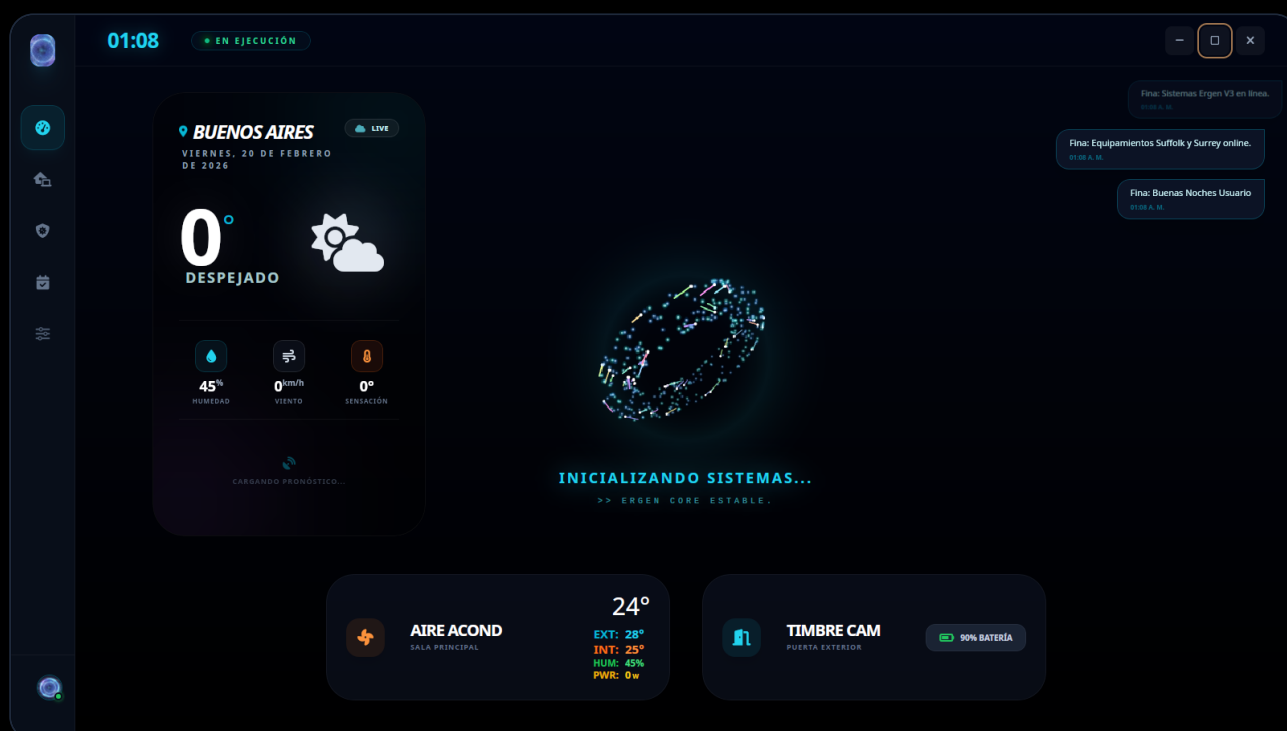 01:08
EN EJECUCIÓN
BUENOS AIRES
LIVE
VIERNES, 20 DE FEBRERO
DE 2026
0°
DESPEJADO
45% 0km/h 0°
HUMEDAD VIENTO SENSACIÓN
CARGANDO PRONÓSTICO...
Fina: Sistemas Ergen V3 en línea.
01:08 A. M.
Fina: Equipamientos Suffolk y Surrey online.
01:08 A. M.
Fina: Buenas Noches Usuario
01:08 A. M.
INICIALIZANDO SISTEMAS...
>> ERGEN CORE ESTABLE.
AIRE ACOND
SALA PRINCIPAL
24°
EXT: 28°
INT: 25°
HUM: 45%
PWR: 0w
TIMBRE CAM
PUERTA EXTERIOR
90% BATERÍA